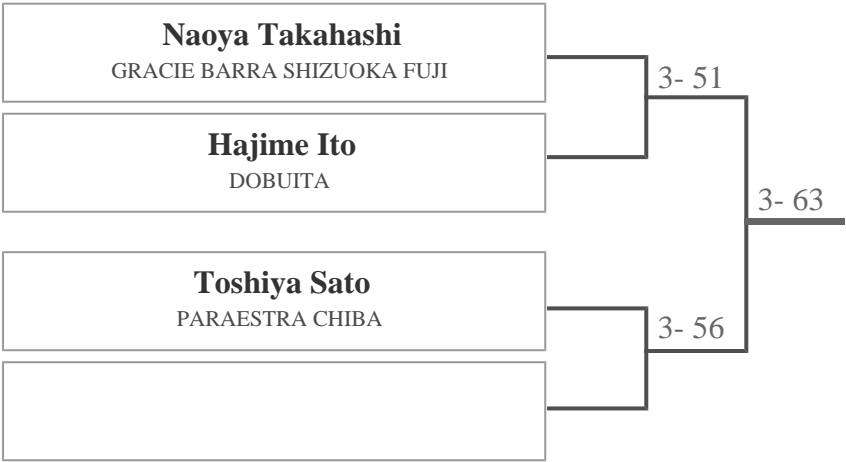 Naoya Takahashi
GRACIE BARRA SHIZUOKA FUJI
3- 51
Hajime Ito
DOBUITA
3- 63
Toshiya Sato
PARAESTRA CHIBA
3- 56